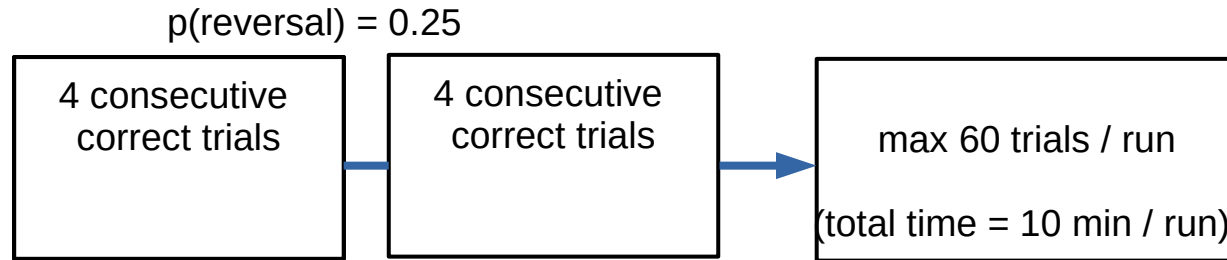 p(reversal) = 0.25
4 consecutive
correct trials
4 consecutive
correct trials
max 60 trials / run
(total time = 10 min / run)